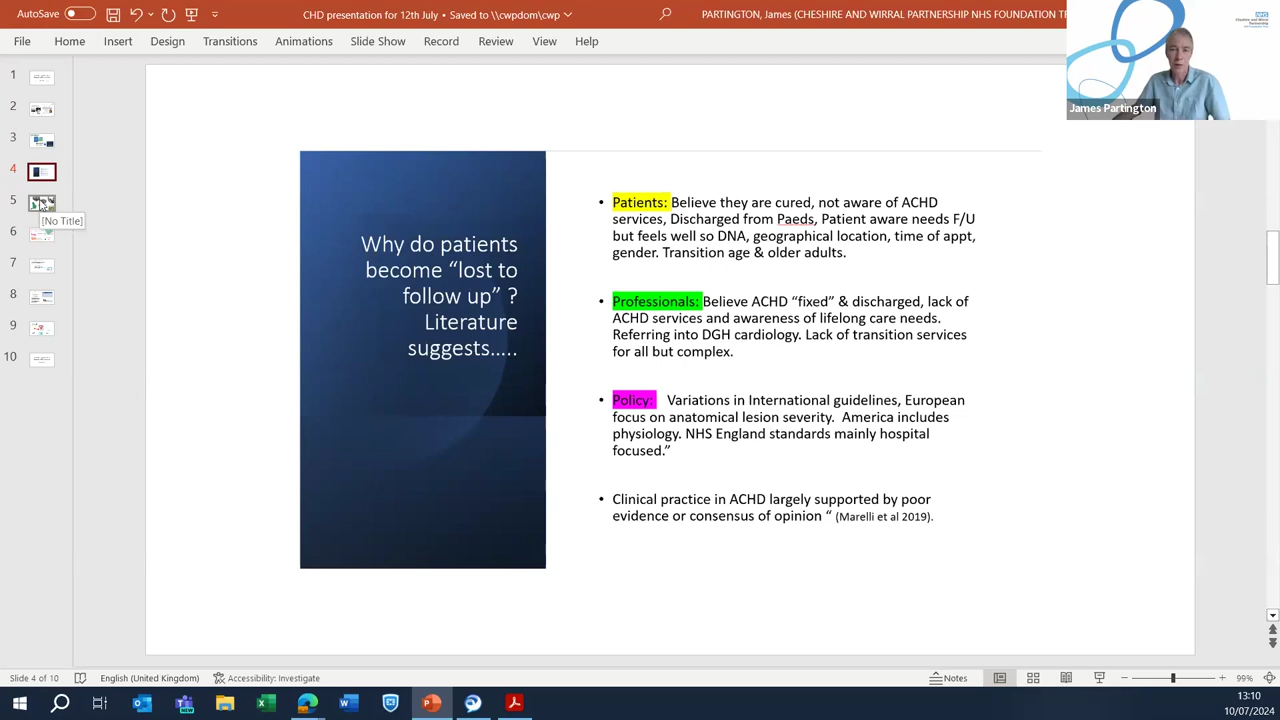 AutoSave Off CHD presentation for 12th July • Saved to \\cwpdom\cwp PARTINGTON, James (CHESHIRE AND WIRRAL PARTNERSHIP NHS FOUNDATION T
File Home Insert Design Transitions Animations Slide Show Record Review View Help
NHS
Cheshire and Wirral
Partnership
James Partington
1
2
3
4
5
[No Title]
7
8
9
10
Why do patients
become “lost to
follow up” ?
Literature
suggests.....
• Patients: Believe they are cured, not aware of ACHD
services, Discharged from Paeds, Patient aware needs F/U
but feels well so DNA, geographical location, time of appt,
gender. Transition age & older adults.
• Professionals: Believe ACHD “fixed” & discharged, lack of
ACHD services and awareness of lifelong care needs.
Referring into DGH cardiology. Lack of transition services
for all but complex.
• Policy: Variations in International guidelines, European
focus on anatomical lesion severity. America includes
physiology. NHS England standards mainly hospital
focused.”
• Clinical practice in ACHD largely supported by poor
evidence or consensus of opinion “ (Marelli et al 2019).
Slide 4 of 10 English (United Kingdom) Accessibility: Investigate Notes 99%
13:10
10/07/2024